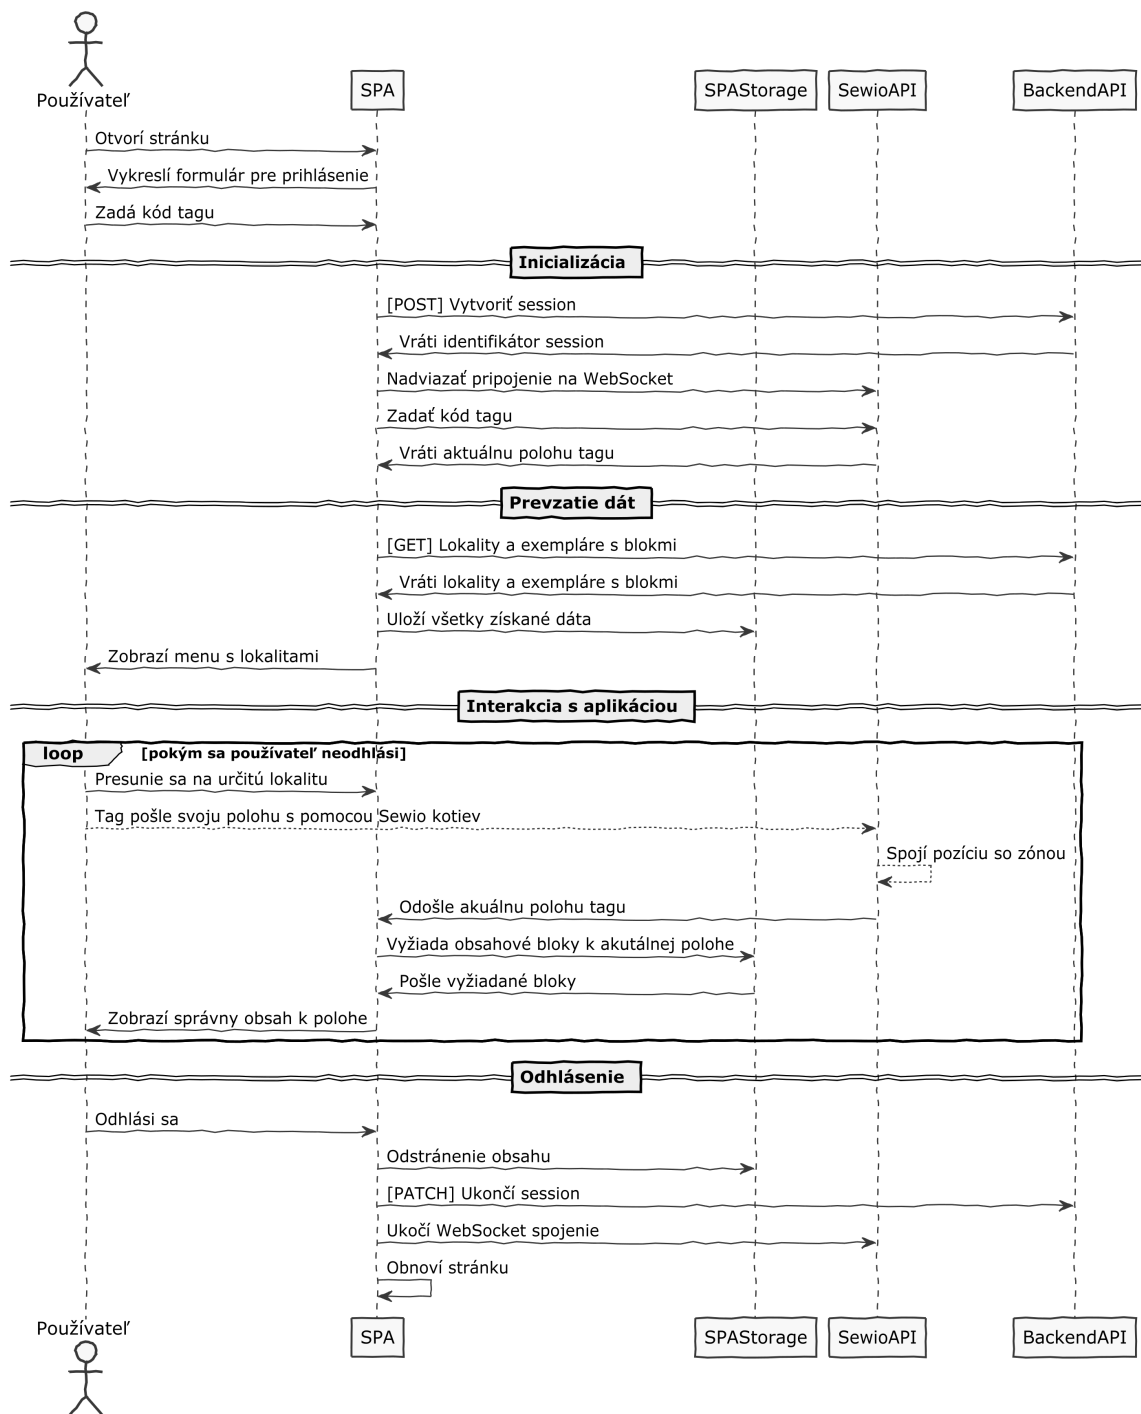 Používateľ
SPA
SPAStorage
SewioAPI
BackendAPI
Otvorí stránku
Vykreslí formulár pre prihlásenie
Zadá kód tagu
Inicializácia
[POST] Vytvoriť session
Vráti identifikátor session
Nadviazať pripojenie na WebSocket
Zadať kód tagu
Vráti aktuálnu polohu tagu
Prevzatie dát
[GET] Lokality a exempláre s blokmi
Vráti lokality a exempláre s blokmi
Uloží všetky získané dáta
Zobrazí menu s lokalitami
Interakcia s aplikáciou
loop [pokým sa používateľ neodhlási]
Presunie sa na určitú lokalitu
Tag pošle svoju polohu s pomocou Sewio kotiev
Spojí pozíciu so zónou
Odošle akuálnu polohu tagu
Vyžiada obsahové bloky k akutálnej polohe
Pošle vyžiadané bloky
Zobrazí správny obsah k polohe
Odhlásenie
Odhlási sa
Odstránenie obsahu
[PATCH] Ukončí session
Ukočí WebSocket spojenie
Obnoví stránku
Používateľ
SPA
SPAStorage
SewioAPI
BackendAPI